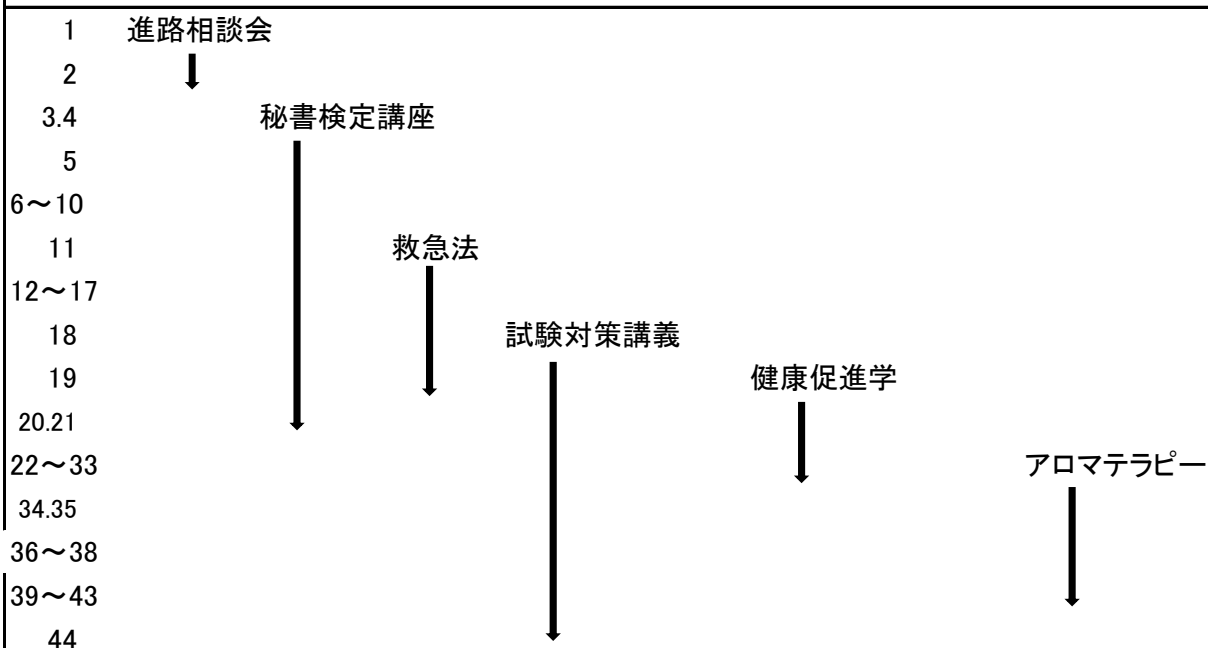 1 進路相談会
2
3.4 秘書検定講座
5
6～10
11 救急法
12～17
18 試験対策講義
19 健康促進学
20.21
22～33 アロマテラピー
34.35
36～38
39～43
44